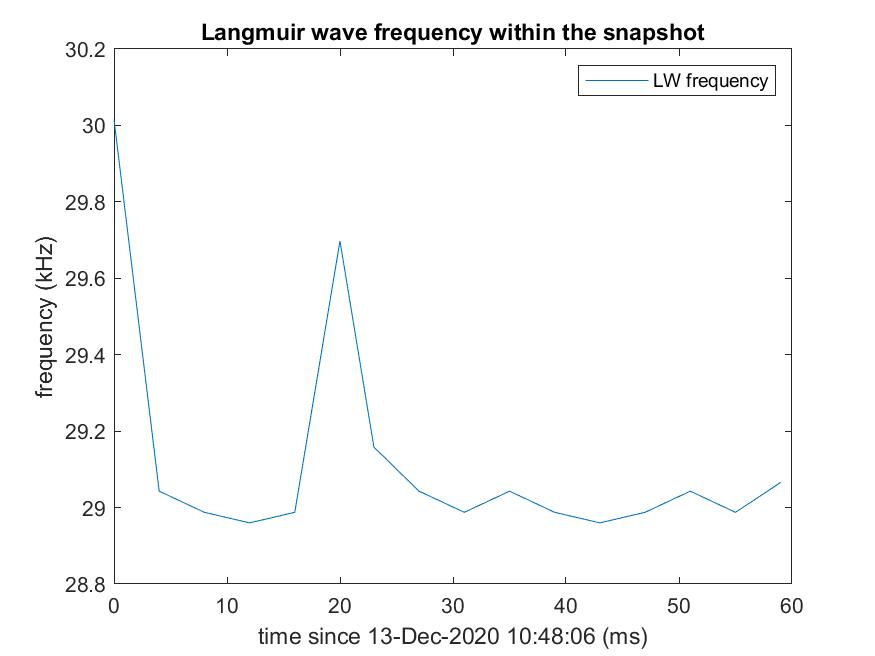 Langmuir wave frequency within the snapshot
30.2
30
29.8
29.6
29.4
29.2
29
28.8
frequency (kHz)
LW frequency
0 10 20 30 40 50 60
time since 13-Dec-2020 10:48:06 (ms)